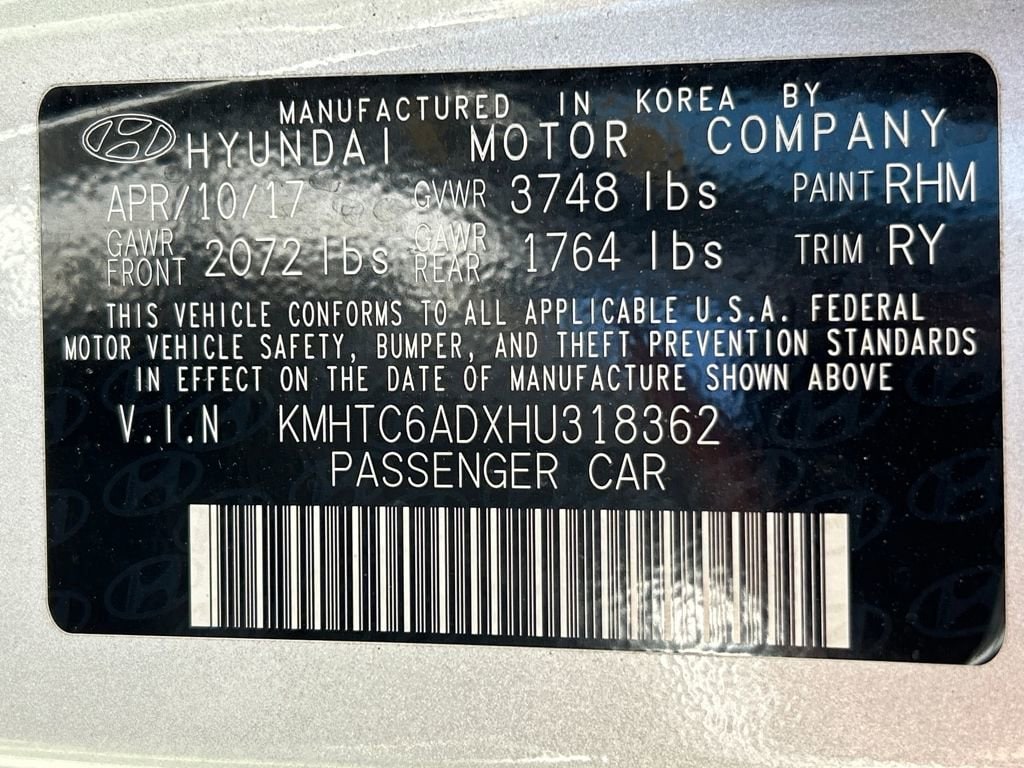 MANUFACTURED IN KOREA BY
HYUNDAI MOTOR COMPANY
APR/10/17 GVWR 3748 lbs PAINT RHM
GAWR FRONT 2072 lbs GAWR REAR 1764 lbs TRIM RY
THIS VEHICLE CONFORMS TO ALL APPLICABLE U.S.A. FEDERAL
MOTOR VEHICLE SAFETY, BUMPER, AND THEFT PREVENTION STANDARDS
IN EFFECT ON THE DATE OF MANUFACTURE SHOWN ABOVE
V.I.N KMHTC6ADXHU318362
PASSENGER CAR